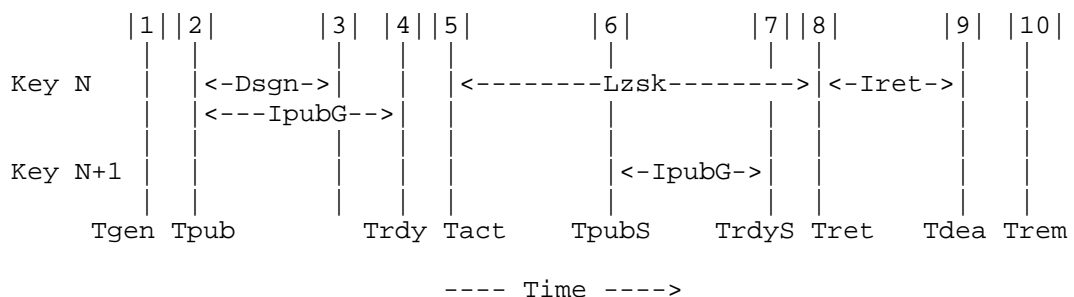 |1||2| |3| |4||5| |6| |7||8| |9| |10|
Key N |<-Dsgn->| |<--------Lzsk-------->|<-Iret->|
|<---IpubG-->|
Key N+1 |<-IpubG->|
Tgen Tpub Trdy Tact TpubS TrdyS Tret Tdea Trem
---- Time ---->